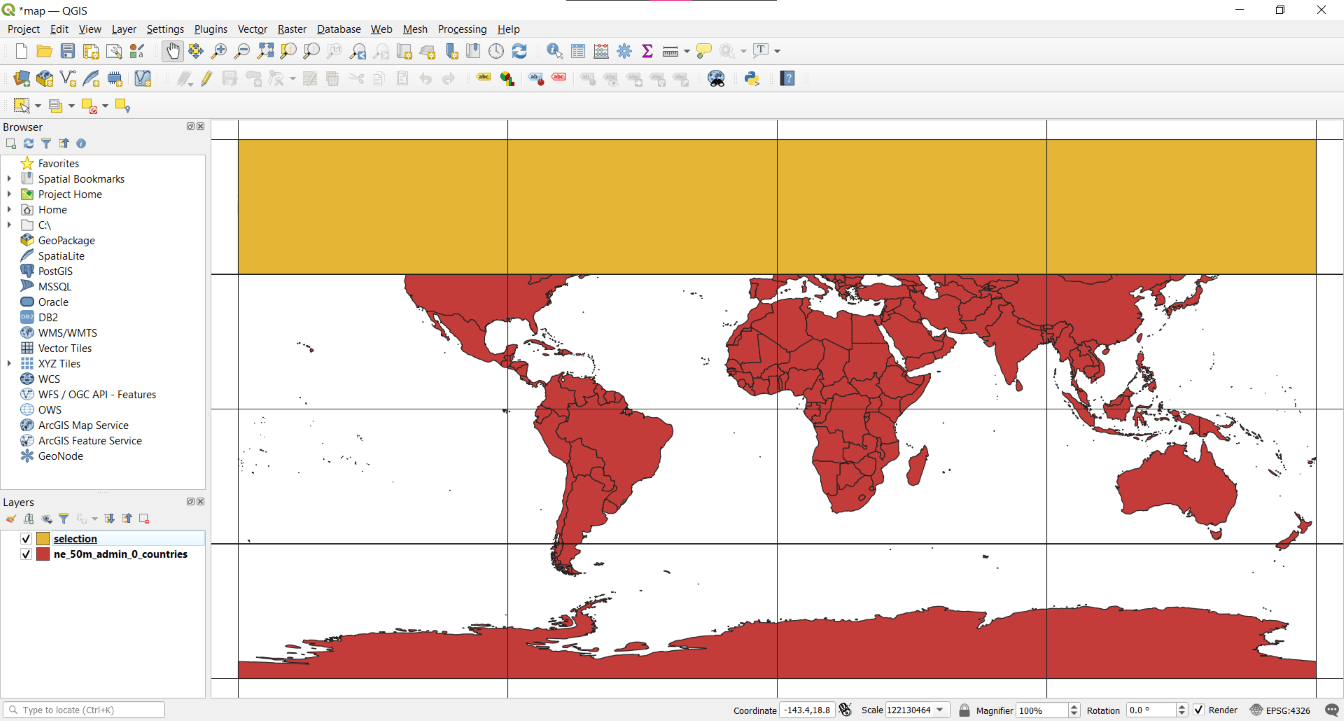 *map — QGIS
Project Edit View Layer Settings Plugins Vector Raster Database Web Mesh Processing Help
Browser
Favorites
Spatial Bookmarks
Project Home
Home
C:\
GeoPackage
SpatiaLite
PostGIS
MSSQL
Oracle
DB2
WMS/WMTS
Vector Tiles
XYZ Tiles
WCS
WFS / OGC API - Features
OWS
ArcGIS Map Service
ArcGIS Feature Service
GeoNode
Layers
selection
ne_50m_admin_0_countries
Type to locate (Ctrl+K) Coordinate -143.4,18.8 Scale 122130464 Magnifier 100% Rotation 0.0 ° Render EPSG:4326